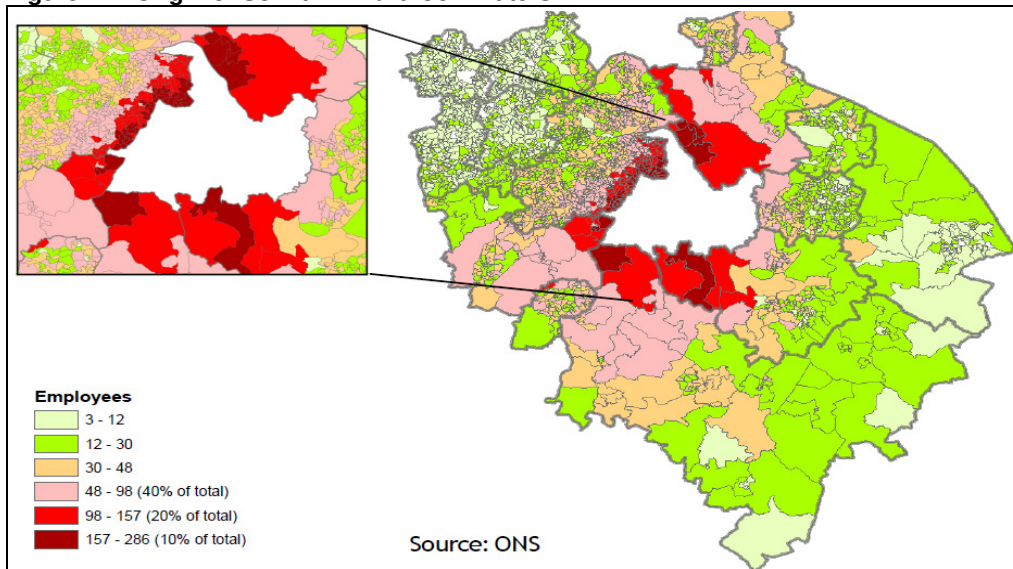 Employees
3 - 12
12 - 30
30 - 48
48 - 98 (40% of total)
98 - 157 (20% of total)
157 - 286 (10% of total)
Source: ONS